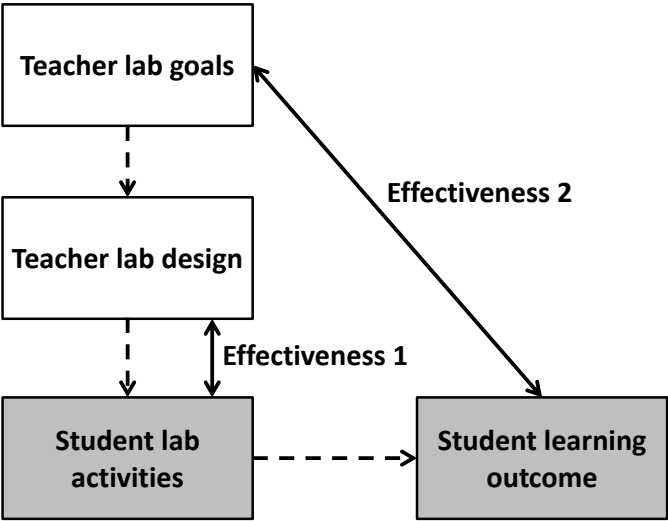 Teacher lab goals
Effectiveness 2
Teacher lab design
Effectiveness 1
Student lab
activities
Student learning
outcome